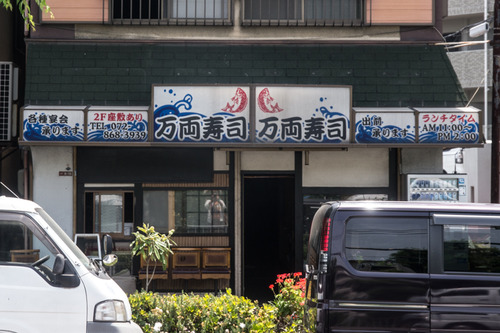 各種宴会
承ります
2F座敷あり
TEL 072-
868-3939
万両寿司
万両寿司
出前
承ります
ランチタイム
AM11:00~
PM2:00